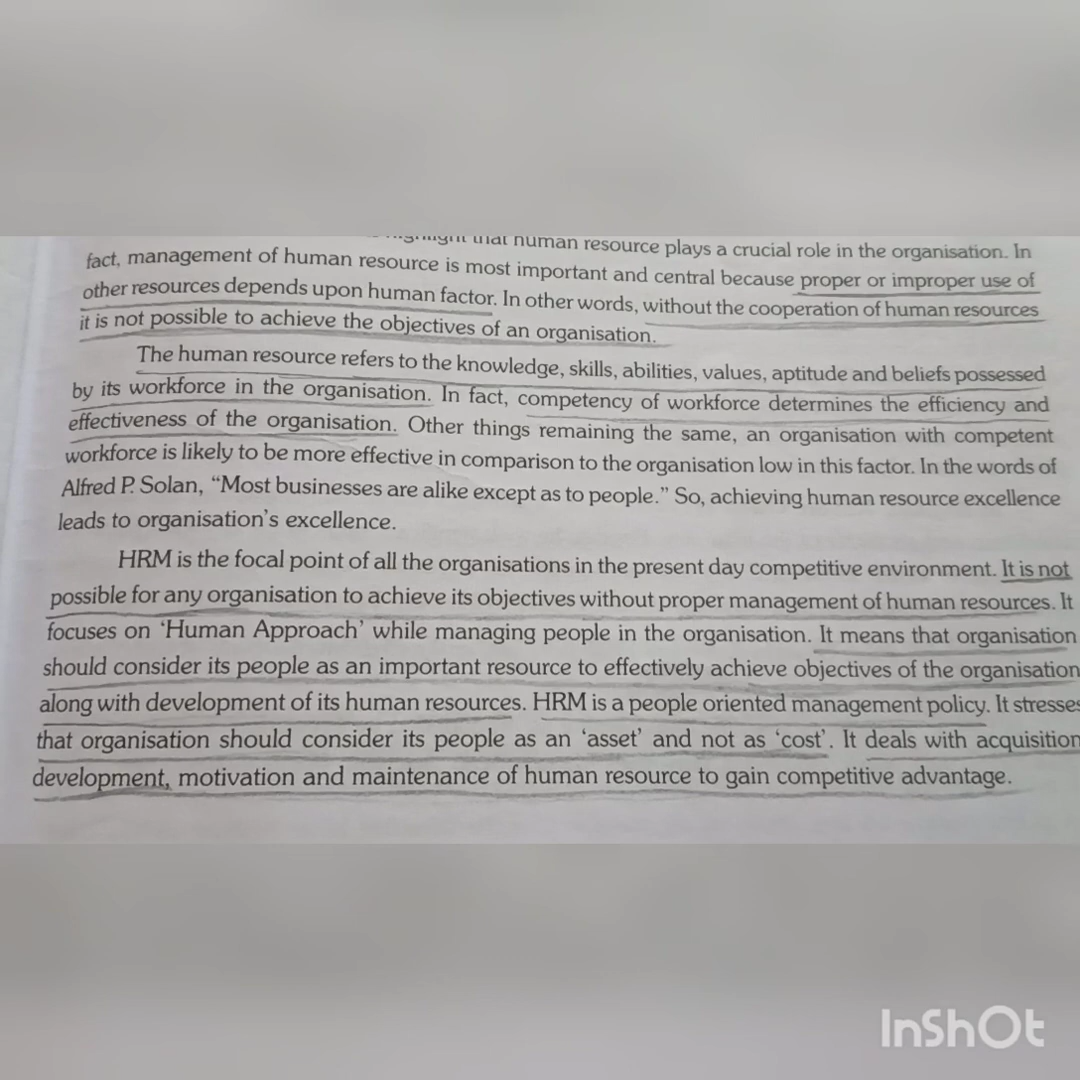 that human resource plays a crucial role in the organisation. In
fact, management of human resource is most important and central because proper or improper use of
other resources depends upon human factor. In other words, without the cooperation of human resources
it is not possible to achieve the objectives of an organisation.
The human resource refers to the knowledge, skills, abilities, values, aptitude and beliefs possessed
by its workforce in the organisation. In fact, competency of workforce determines the efficiency and
effectiveness of the organisation. Other things remaining the same, an organisation with competent
workforce is likely to be more effective in comparison to the organisation low in this factor. In the words of
Alfred P. Solan, “Most businesses are alike except as to people.” So, achieving human resource excellence
leads to organisation’s excellence.
HRM is the focal point of all the organisations in the present day competitive environment. It is not
possible for any organisation to achieve its objectives without proper management of human resources. It
focuses on ‘Human Approach’ while managing people in the organisation. It means that organisation
should consider its people as an important resource to effectively achieve objectives of the organisation
along with development of its human resources. HRM is a people oriented management policy. It stresses
that organisation should consider its people as an ‘asset’ and not as ‘cost’. It deals with acquisition
development, motivation and maintenance of human resource to gain competitive advantage.
InShOt